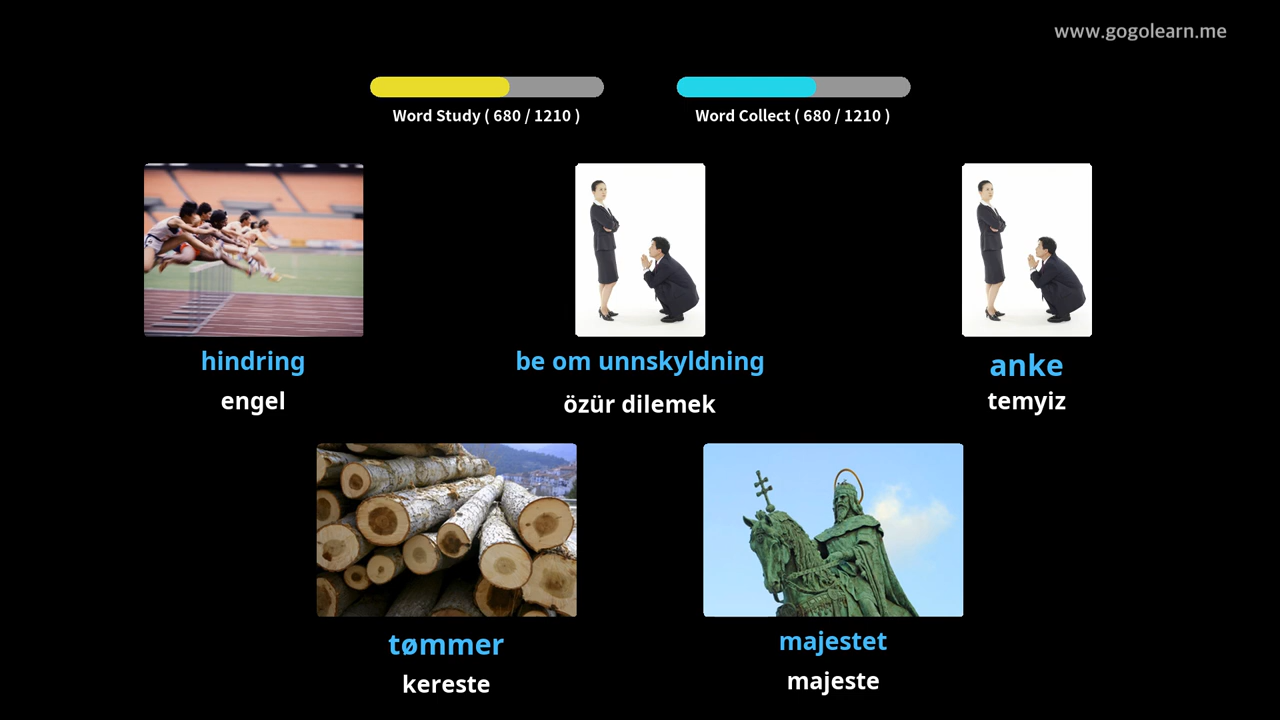 www.gogolearn.me
Word Study ( 680 / 1210 )
Word Collect ( 680 / 1210 )
hindring
engel
be om unnskyldning
özür dilemek
anke
temyiz
tømmer
kereste
majestet
majeste